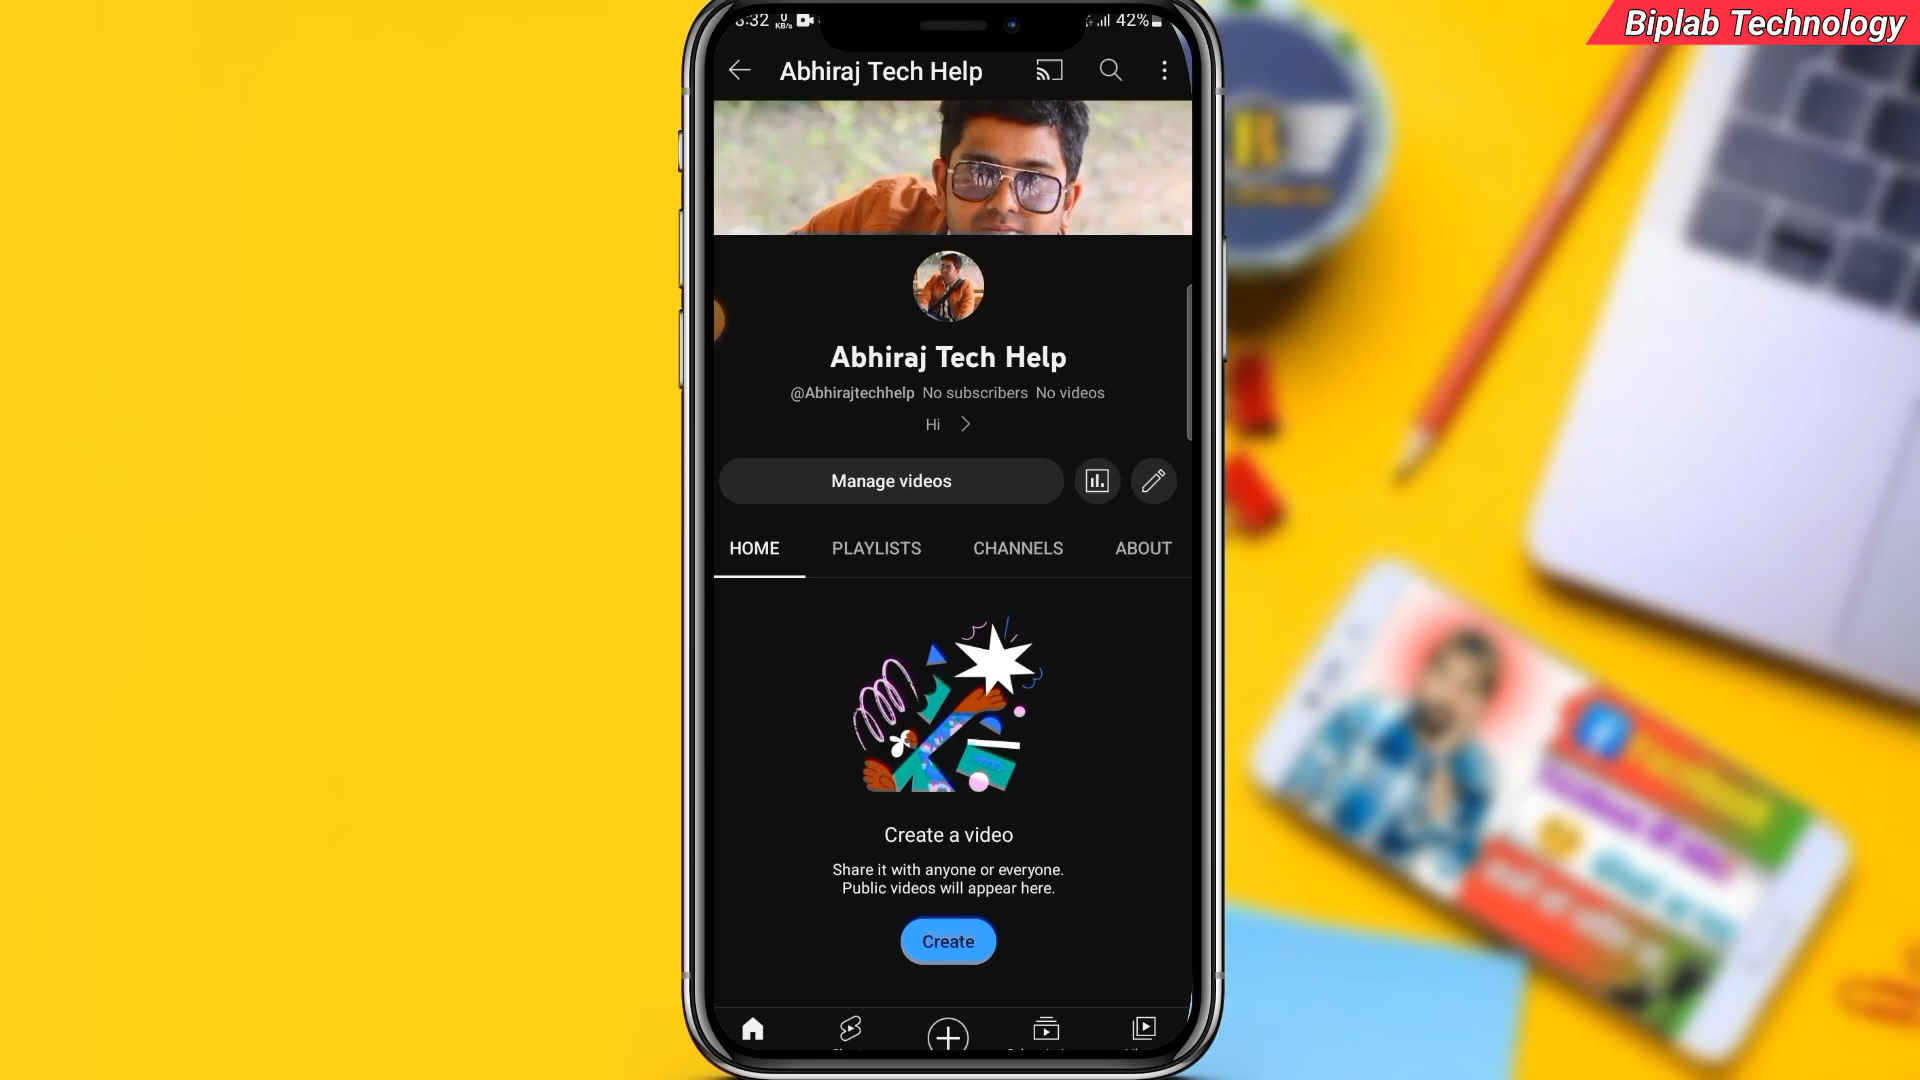 Biplab Technology
42%
Abhiraj Tech Help
Abhiraj Tech Help
@Abhirajtechhelp No subscribers No videos
Hi
Manage videos
HOME PLAYLISTS CHANNELS ABOUT
Create a video
Share it with anyone or everyone.
Public videos will appear here.
Create